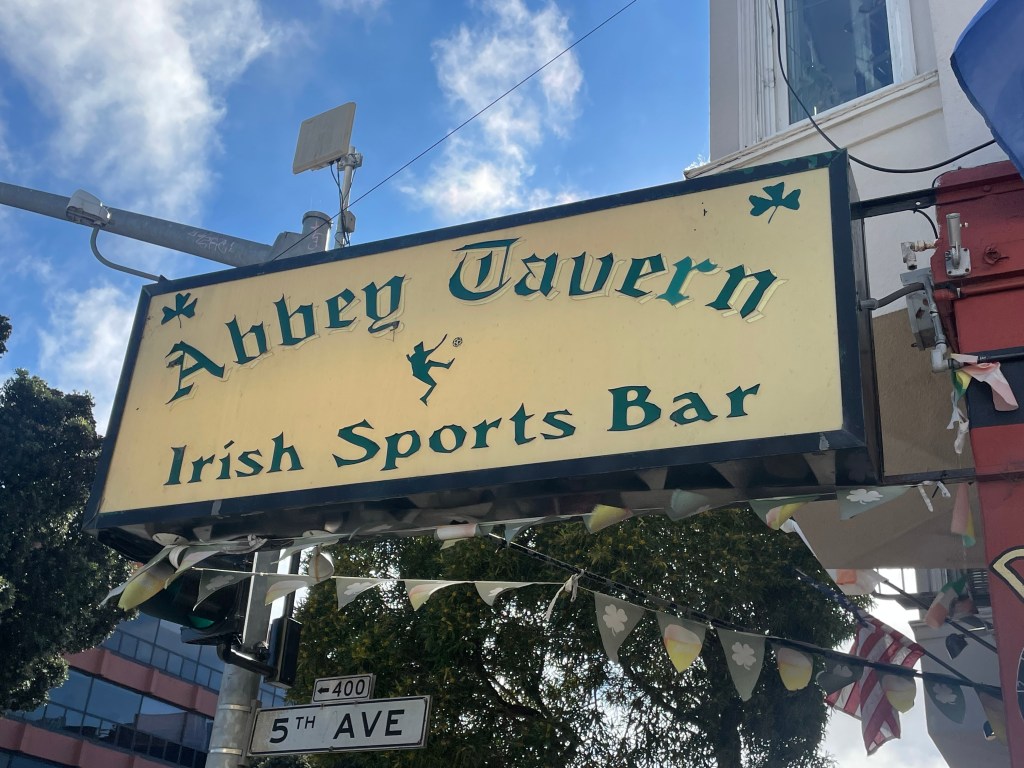 Abbey Tavern
Irish Sports Bar
←400
5TH AVE